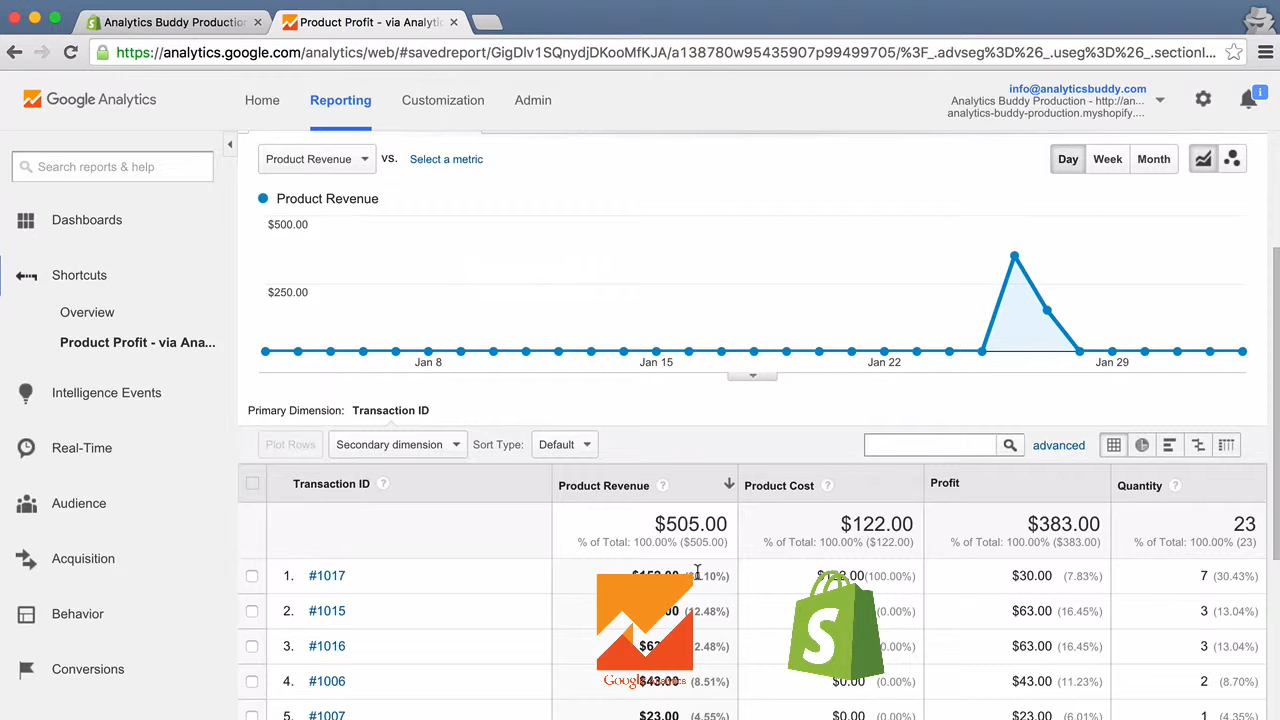 Analytics Buddy Production
Product Profit - via Analytic
https://analytics.google.com/analytics/web/#savedreport/GigDlv1SQnydjDKooMfKJA/a138780w95435907p99499705/%3F_.advseg%3D%26_.useg%3D%26_.sectionI...
Google Analytics
Home
Reporting
Customization
Admin
info@analyticsbuddy.com
Analytics Buddy Production - http://an...
analytics-buddy-production.myshopify....
Search reports & help
Dashboards
Shortcuts
Overview
Product Profit - via Ana...
Intelligence Events
Real-Time
Audience
Acquisition
Behavior
Conversions
Product Revenue VS. Select a metric
Day Week Month
Product Revenue
$500.00
$250.00
Jan 8 Jan 15 Jan 22 Jan 29
Primary Dimension: Transaction ID
Plot Rows Secondary dimension Sort Type: Default advanced
Transaction ID Product Revenue Product Cost Profit Quantity
$505.00 $122.00 $383.00 23
% of Total: 100.00% ($505.00) % of Total: 100.00% ($122.00) % of Total: 100.00% ($383.00) % of Total: 100.00% (23)
1. #1017 (100.00%) $30.00 (7.83%) 7 (30.43%)
2. #1015 $63.00 (16.45%) 3 (13.04%)
3. #1016 $63.00 (16.45%) 3 (13.04%)
4. #1006 $43.00 (8.51%) $0.00 (0.00%) $43.00 (11.23%) 2 (8.70%)
5. #1007 $23.00 (4.55%) $0.00 (0.00%) $23.00 (6.01%) 1 (4.35%)